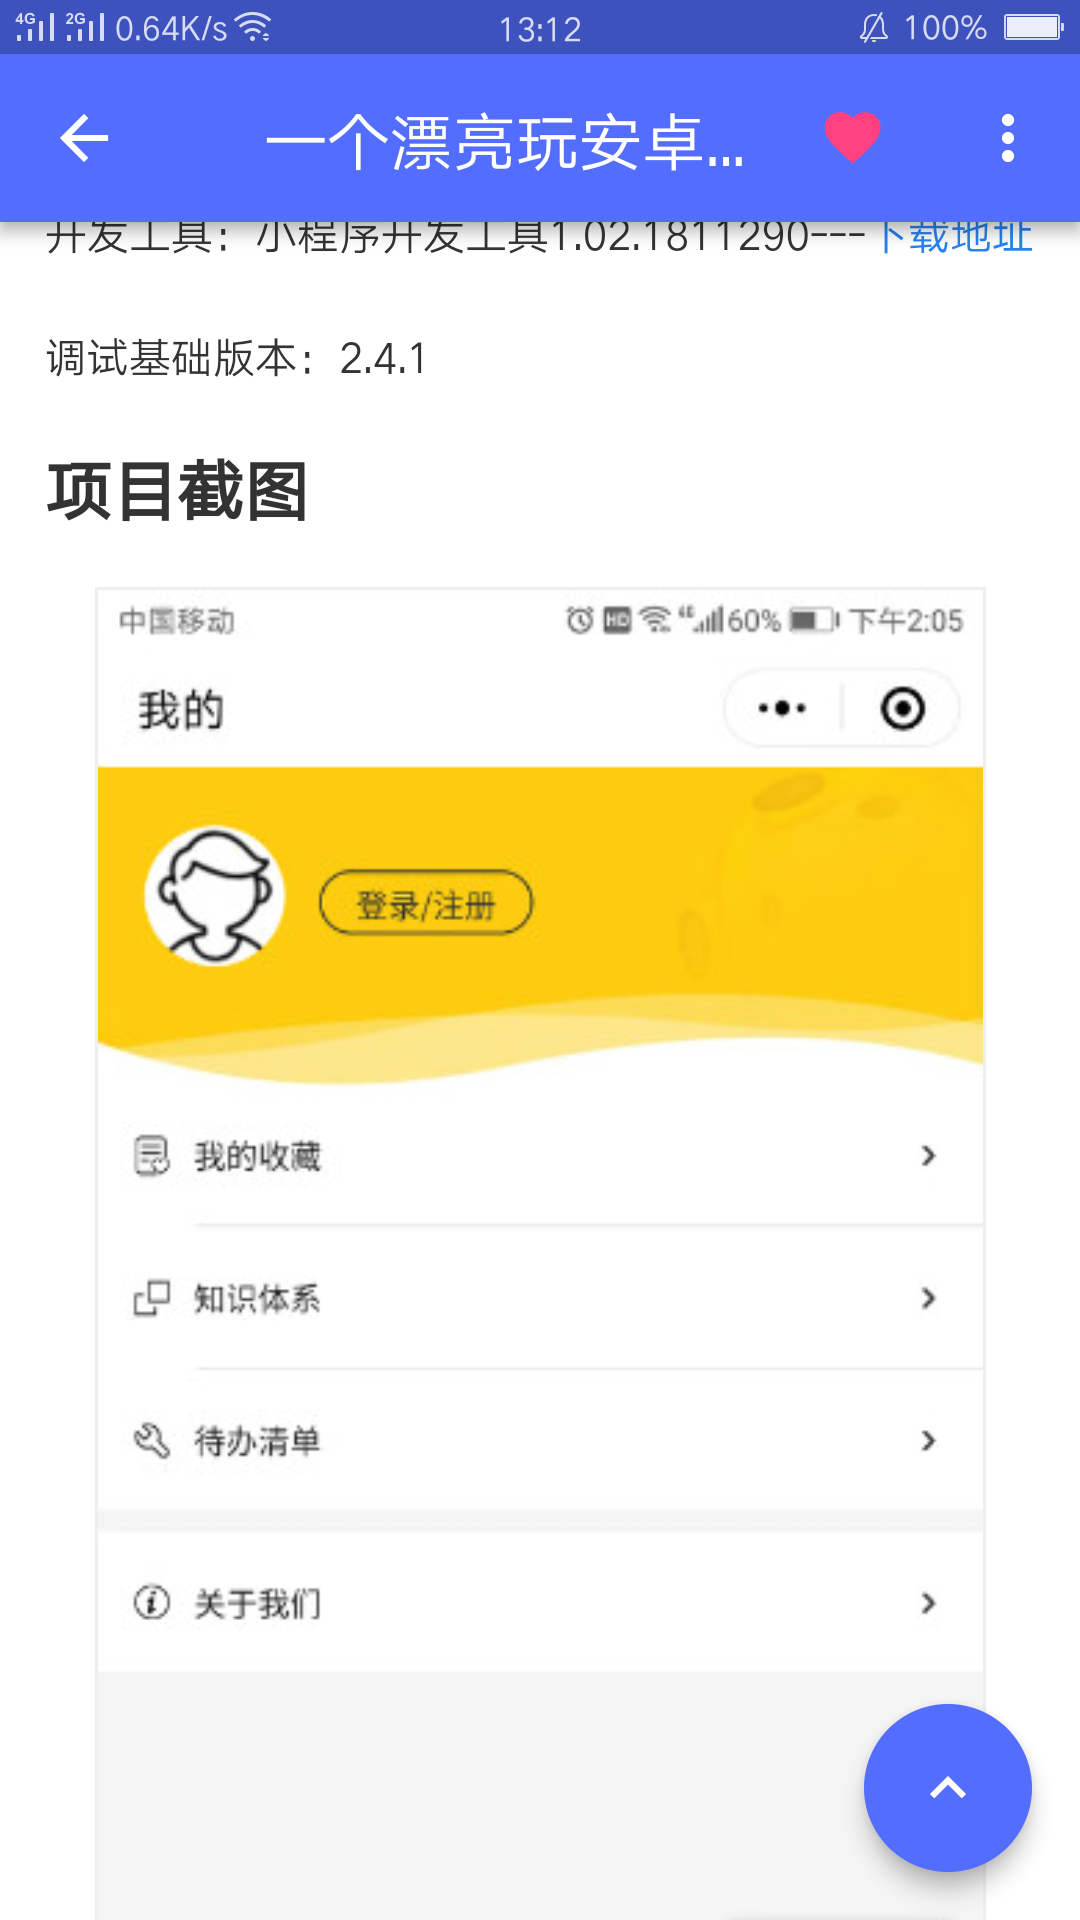 4G 2G 0.64K/s 13:12 100%
一个漂亮玩安卓...
开发工具：小程序开发工具1.02.1811290---下载地址
调试基础版本：2.4.1
项目截图
中国移动 HD 4G 60% 下午2:05
我的
登录/注册
我的收藏
知识体系
待办清单
关于我们